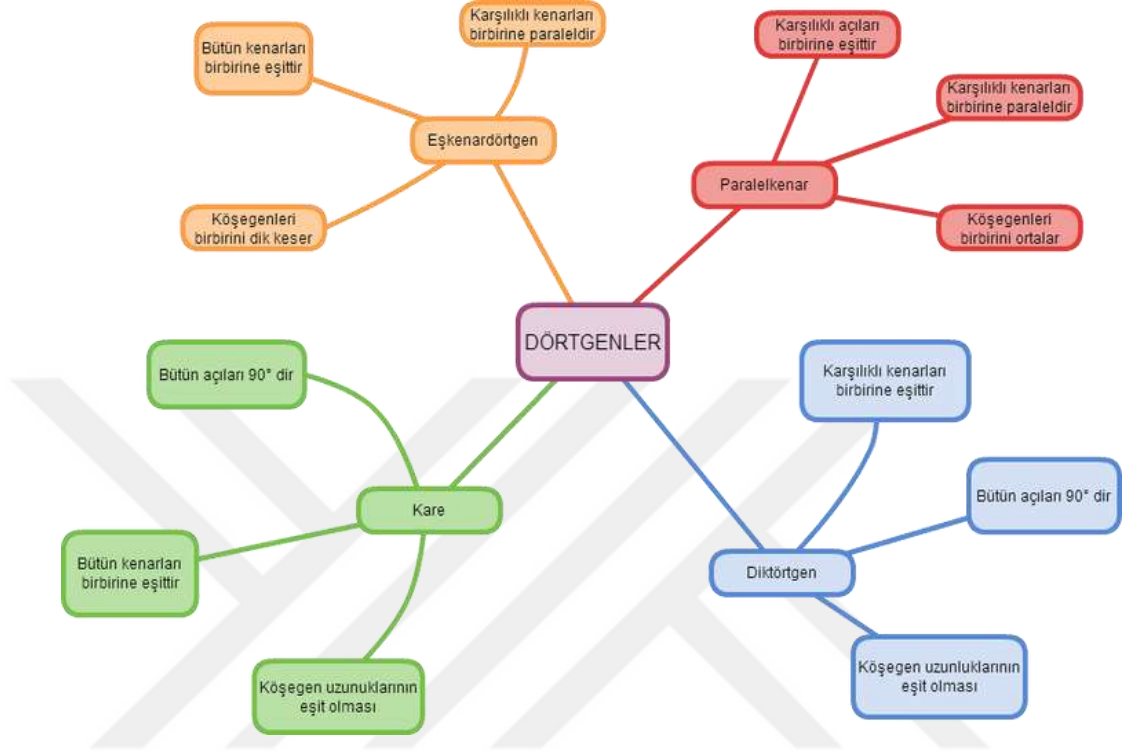 Karşılıklı kenarları
birbirine paraleldir
Bütün kenarları
birbirine eşittir
Eşkenardörtgen
Köşegenleri
birbirini dik keser
Karşılıklı açıları
birbirine eşittir
Karşılıklı kenarları
birbirine paraleldir
Paralelkenar
Köşegenleri
birbirini ortalar
DÖRTGENLER
Bütün açıları 90° dir
Kare
Bütün kenarları
birbirine eşittir
Köşegen uzunuklarının
eşit olması
Karşılıklı kenarları
birbirine eşittir
Bütün açıları 90° dir
Diktörtgen
Köşegen uzunluklarının
eşit olması